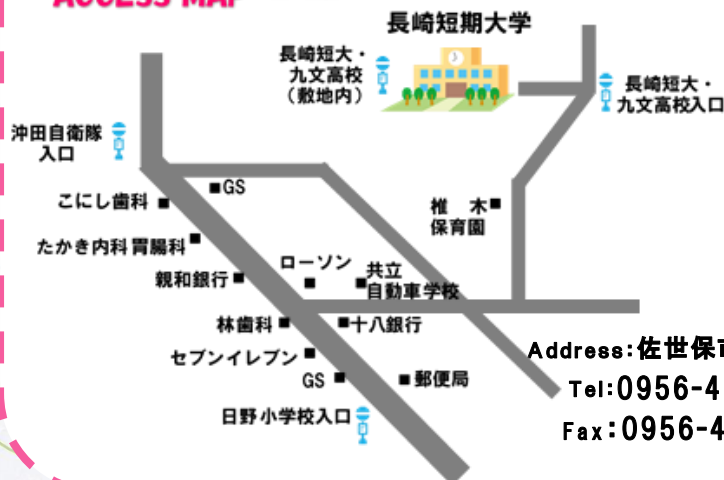 ACCESS MAP
長崎短期大学
長崎短大・
九文高校
（敷地内）
長崎短大・
九文高校入口
沖田自衛隊
入口
GS
こにし歯科
椎 木
保育園
たかき内科胃腸科
ローソン
共立
自動車学校
親和銀行
林歯科
十八銀行
セブンイレブン
GS
郵便局
日野小学校入口
Address:佐世保
Tel:0956-4
Fax:0956-4